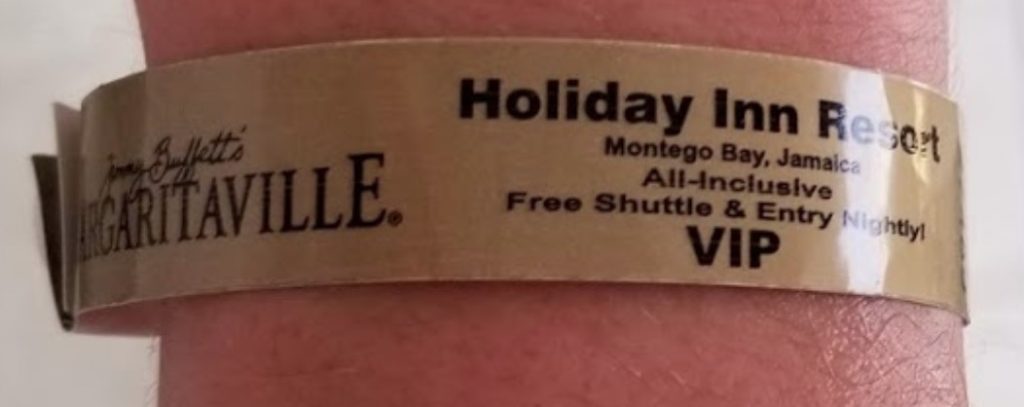 Jimmy Buffett's
MARGARITAVILLE®
Holiday Inn Resort
Montego Bay, Jamaica
All-Inclusive
Free Shuttle & Entry Nightly!
VIP